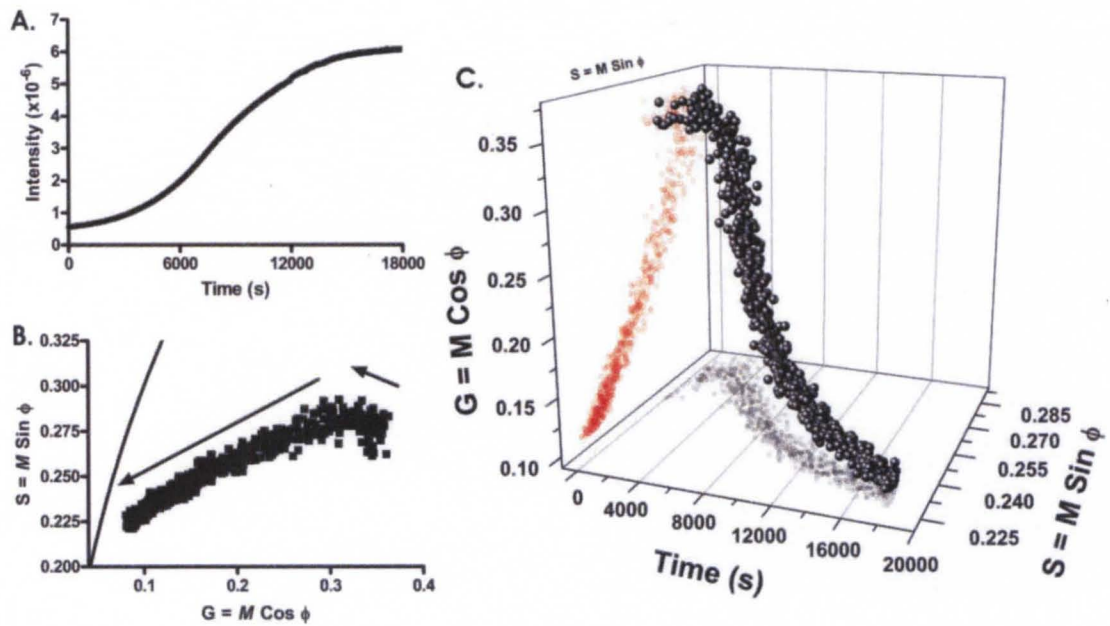 A.
7
6
5
4
3
2
1
0
Intensity (x10⁻⁶)
0 6000 12000 18000
Time (s)
B.
0.325
0.300
0.275
0.250
0.225
0.200
S = M Sin ϕ
0.1 0.2 0.3 0.4
G = M Cos ϕ
C.
S = M Sin ϕ
0.35
0.30
0.25
0.20
0.15
0.10
G = M Cos ϕ
0 4000 8000 12000 16000 20000
Time (s)
0.285
0.270
0.255
0.240
0.225
S = M Sin ϕ